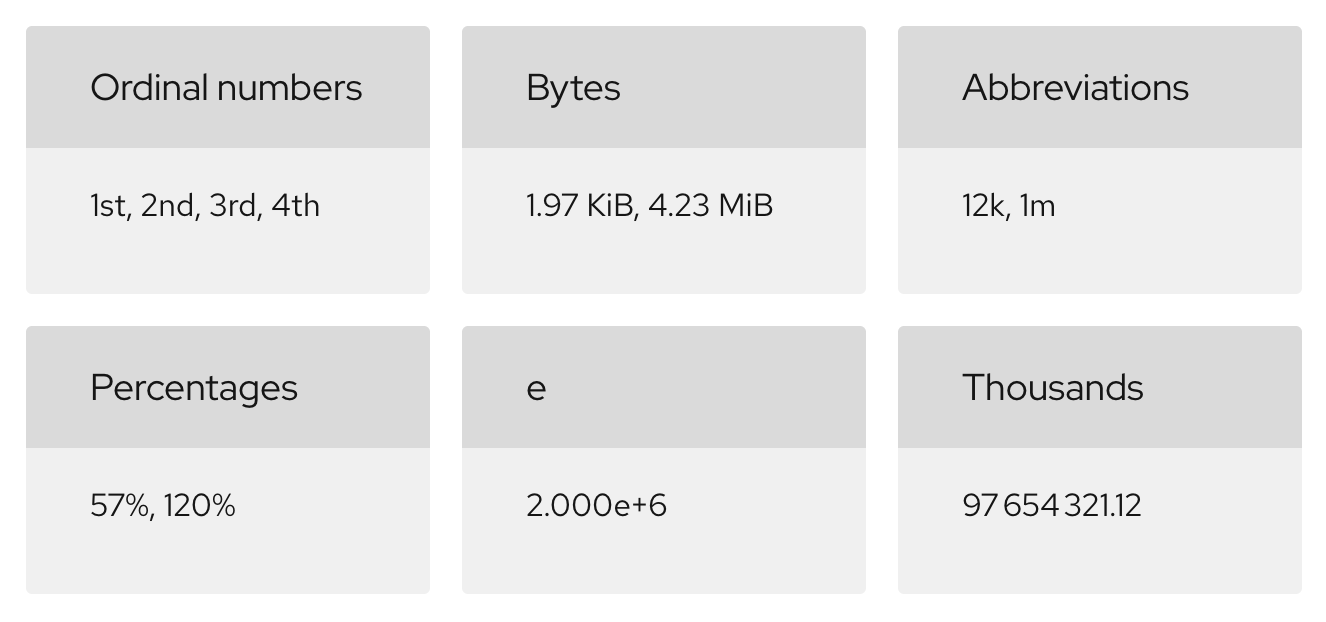 Ordinal numbers
1st, 2nd, 3rd, 4th
Bytes
1.97 KiB, 4.23 MiB
Abbreviations
12k, 1m
Percentages
57%, 120%
e
2.000e+6
Thousands
97 654 321.12